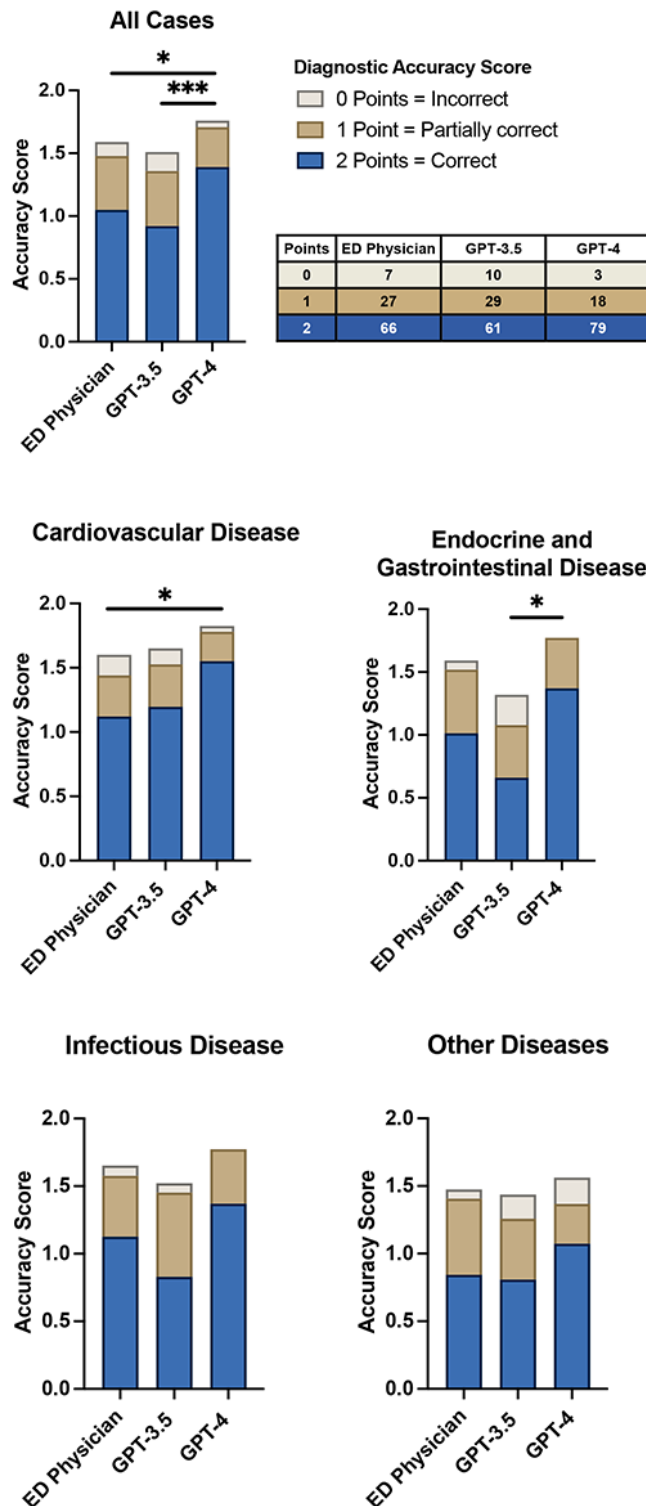 All Cases
*
***
2.0
1.5
1.0
0.5
0.0
Accuracy Score
ED Physician
GPT-3.5
GPT-4
Diagnostic Accuracy Score
0 Points = Incorrect
1 Point = Partially correct
2 Points = Correct
Points ED Physician GPT-3.5 GPT-4
0 7 10 3
1 27 29 18
2 66 61 79
Cardiovascular Disease
*
2.0
1.5
1.0
0.5
0.0
Accuracy Score
ED Physician
GPT-3.5
GPT-4
Endocrine and
Gastrointestinal Disease
*
2.0
1.5
1.0
0.5
0.0
Accuracy Score
ED Physician
GPT-3.5
GPT-4
Infectious Disease
2.0
1.5
1.0
0.5
0.0
Accuracy Score
ED Physician
GPT-3.5
GPT-4
Other Diseases
2.0
1.5
1.0
0.5
0.0
Accuracy Score
ED Physician
GPT-3.5
GPT-4